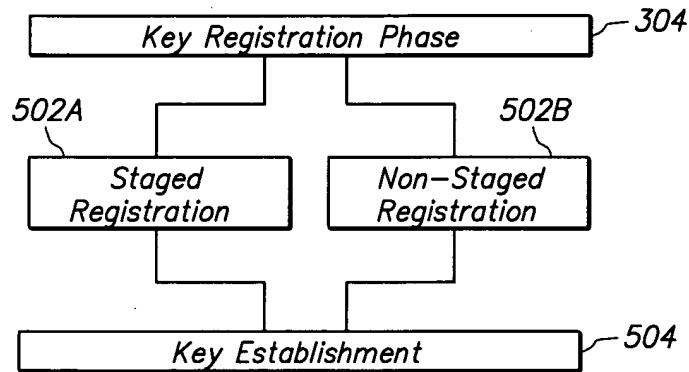 Key Registration Phase
304
502A
502B
Staged
Registration
Non-Staged
Registration
Key Establishment
504